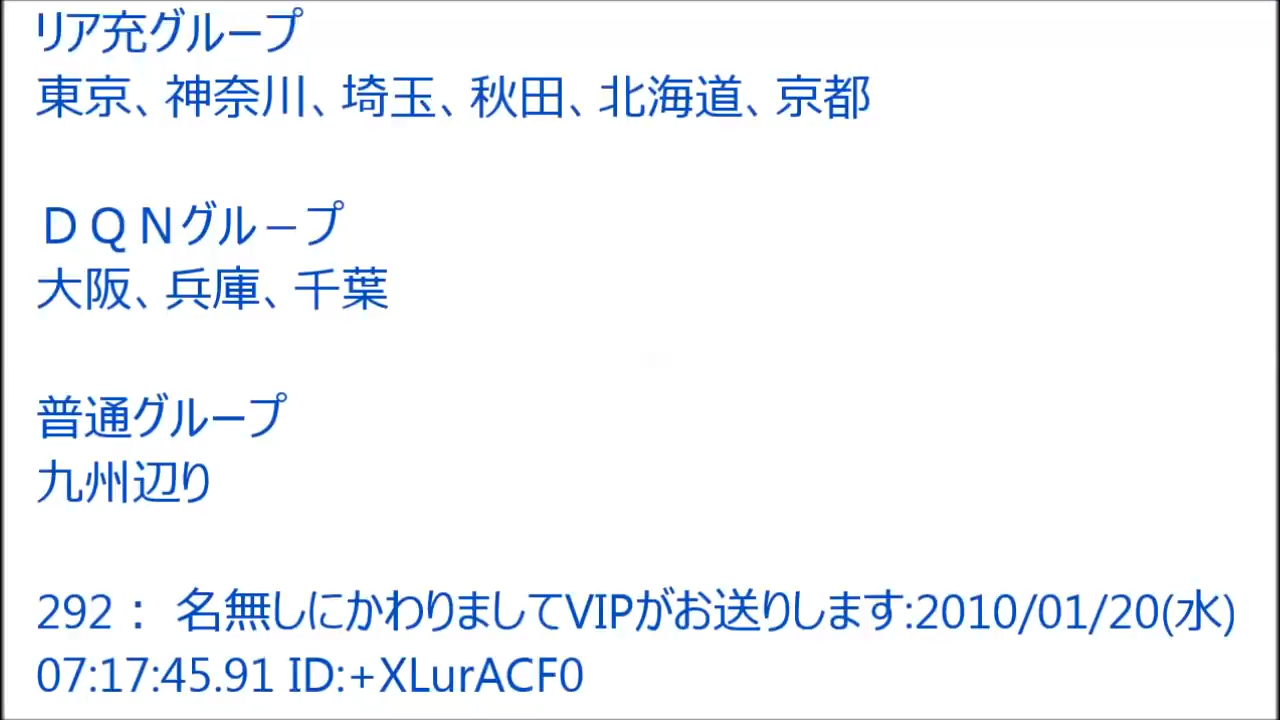 リア充グループ
東京、神奈川、埼玉、秋田、北海道、京都
ＤＱＮグル－プ
大阪、兵庫、千葉
普通グループ
九州辺り
292： 名無しにかわりましてVIPがお送りします:2010/01/20(水)
07:17:45.91 ID:+XLurACF0